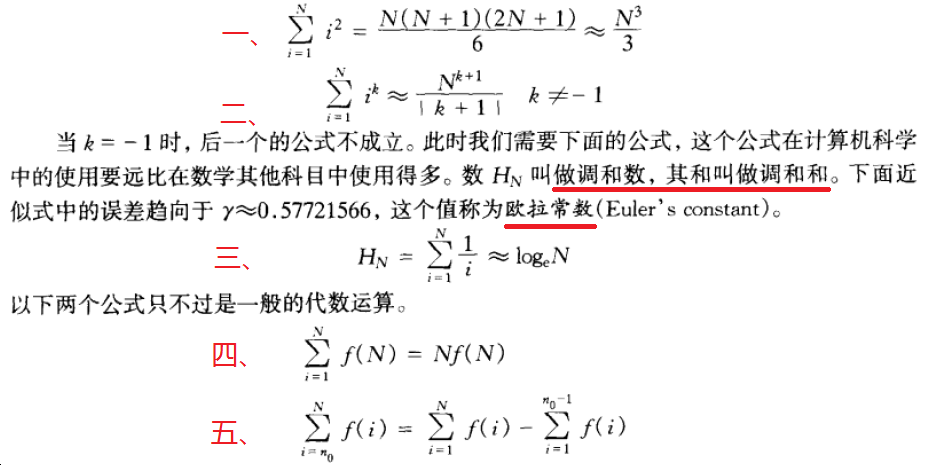 一、 \sum_{i=1}^{N} i^2 = \frac{N(N+1)(2N+1)}{6} ≈ \frac{N^3}{3}
二、 \sum_{i=1}^{N} i^k ≈ \frac{N^{k+1}}{|k+1|} k ≠ -1
当 k = -1 时，后一个的公式不成立。此时我们需要下面的公式，这个公式在计算机科学
中的使用要远比在数学其他科目中使用得多。数 H_N 叫做调和数，其和叫做调和和。下面近
似式中的误差趋向于 γ≈0.57721566，这个值称为欧拉常数(Euler's constant)。
三、 H_N = \sum_{i=1}^{N} \frac{1}{i} ≈ log_e N
以下两个公式只不过是一般的代数运算。
四、 \sum_{i=1}^{N} f(N) = Nf(N)
五、 \sum_{i=n_0}^{N} f(i) = \sum_{i=1}^{N} f(i) - \sum_{i=1}^{n_0-1} f(i)